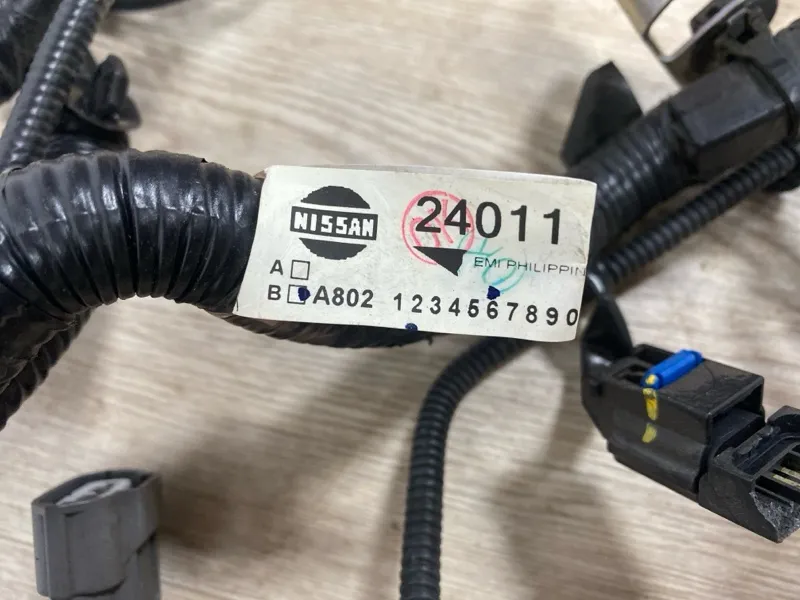 NISSAN
24011
EMI PHILIPPIN
A
B A802 1234567890